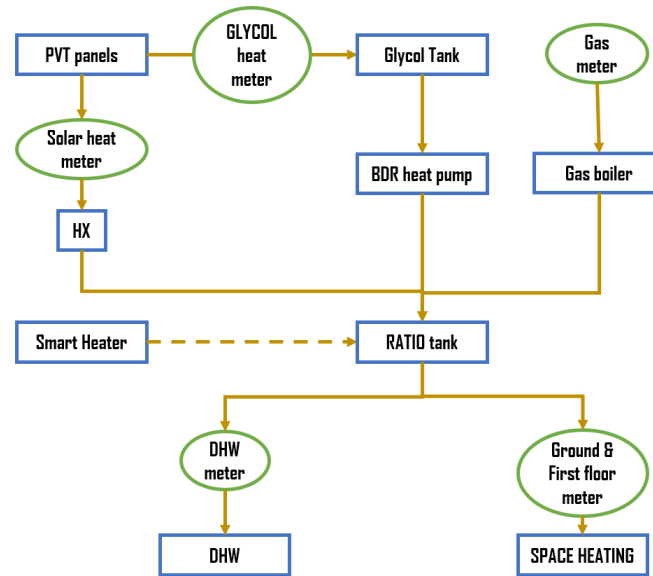 GLYCOL
heat
meter
PVT panels
Glycol Tank
Gas
meter
Solar heat
meter
BDR heat pump
Gas boiler
HX
Smart Heater
RATIO tank
DHW
meter
Ground &
First floor
meter
DHW
SPACE HEATING